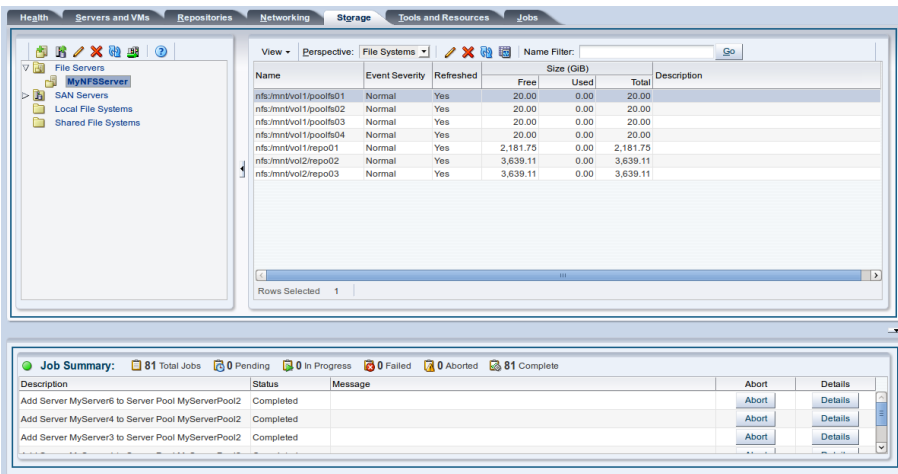 Health Servers and VMs Repositories Networking Storage Tools and Resources Jobs
View Perspective: File Systems Name Filter: Go
File Servers
MyNFSServer
SAN Servers
Local File Systems
Shared File Systems
Name Event Severity Refreshed Size (GiB) Description
Free Used Total
nfs:/mnt/vol1/poolfs01 Normal Yes 20.00 0.00 20.00
nfs:/mnt/vol1/poolfs02 Normal Yes 20.00 0.00 20.00
nfs:/mnt/vol1/poolfs03 Normal Yes 20.00 0.00 20.00
nfs:/mnt/vol1/poolfs04 Normal Yes 20.00 0.00 20.00
nfs:/mnt/vol1/repo01 Normal Yes 2,181.75 0.00 2,181.75
nfs:/mnt/vol2/repo02 Normal Yes 3,639.11 0.00 3,639.11
nfs:/mnt/vol2/repo03 Normal Yes 3,639.11 0.00 3,639.11
Rows Selected 1
Job Summary: 81 Total Jobs 0 Pending 0 In Progress 0 Failed 0 Aborted 81 Complete
Description Status Message Abort Details
Add Server MyServer6 to Server Pool MyServerPool2 Completed Abort Details
Add Server MyServer4 to Server Pool MyServerPool2 Completed Abort Details
Add Server MyServer3 to Server Pool MyServerPool2 Completed Abort Details